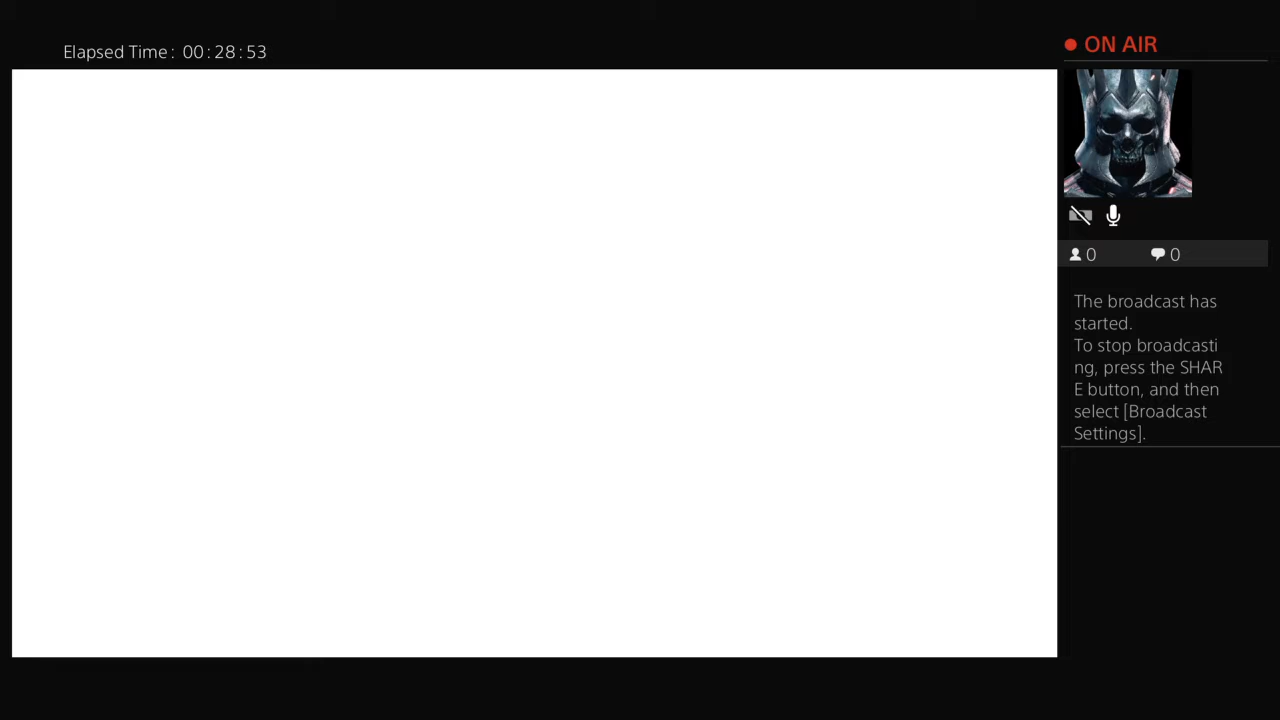 Elapsed Time: 00:28:53
ON AIR
0 0
The broadcast has
started.
To stop broadcasti
ng, press the SHAR
E button, and then
select [Broadcast
Settings].